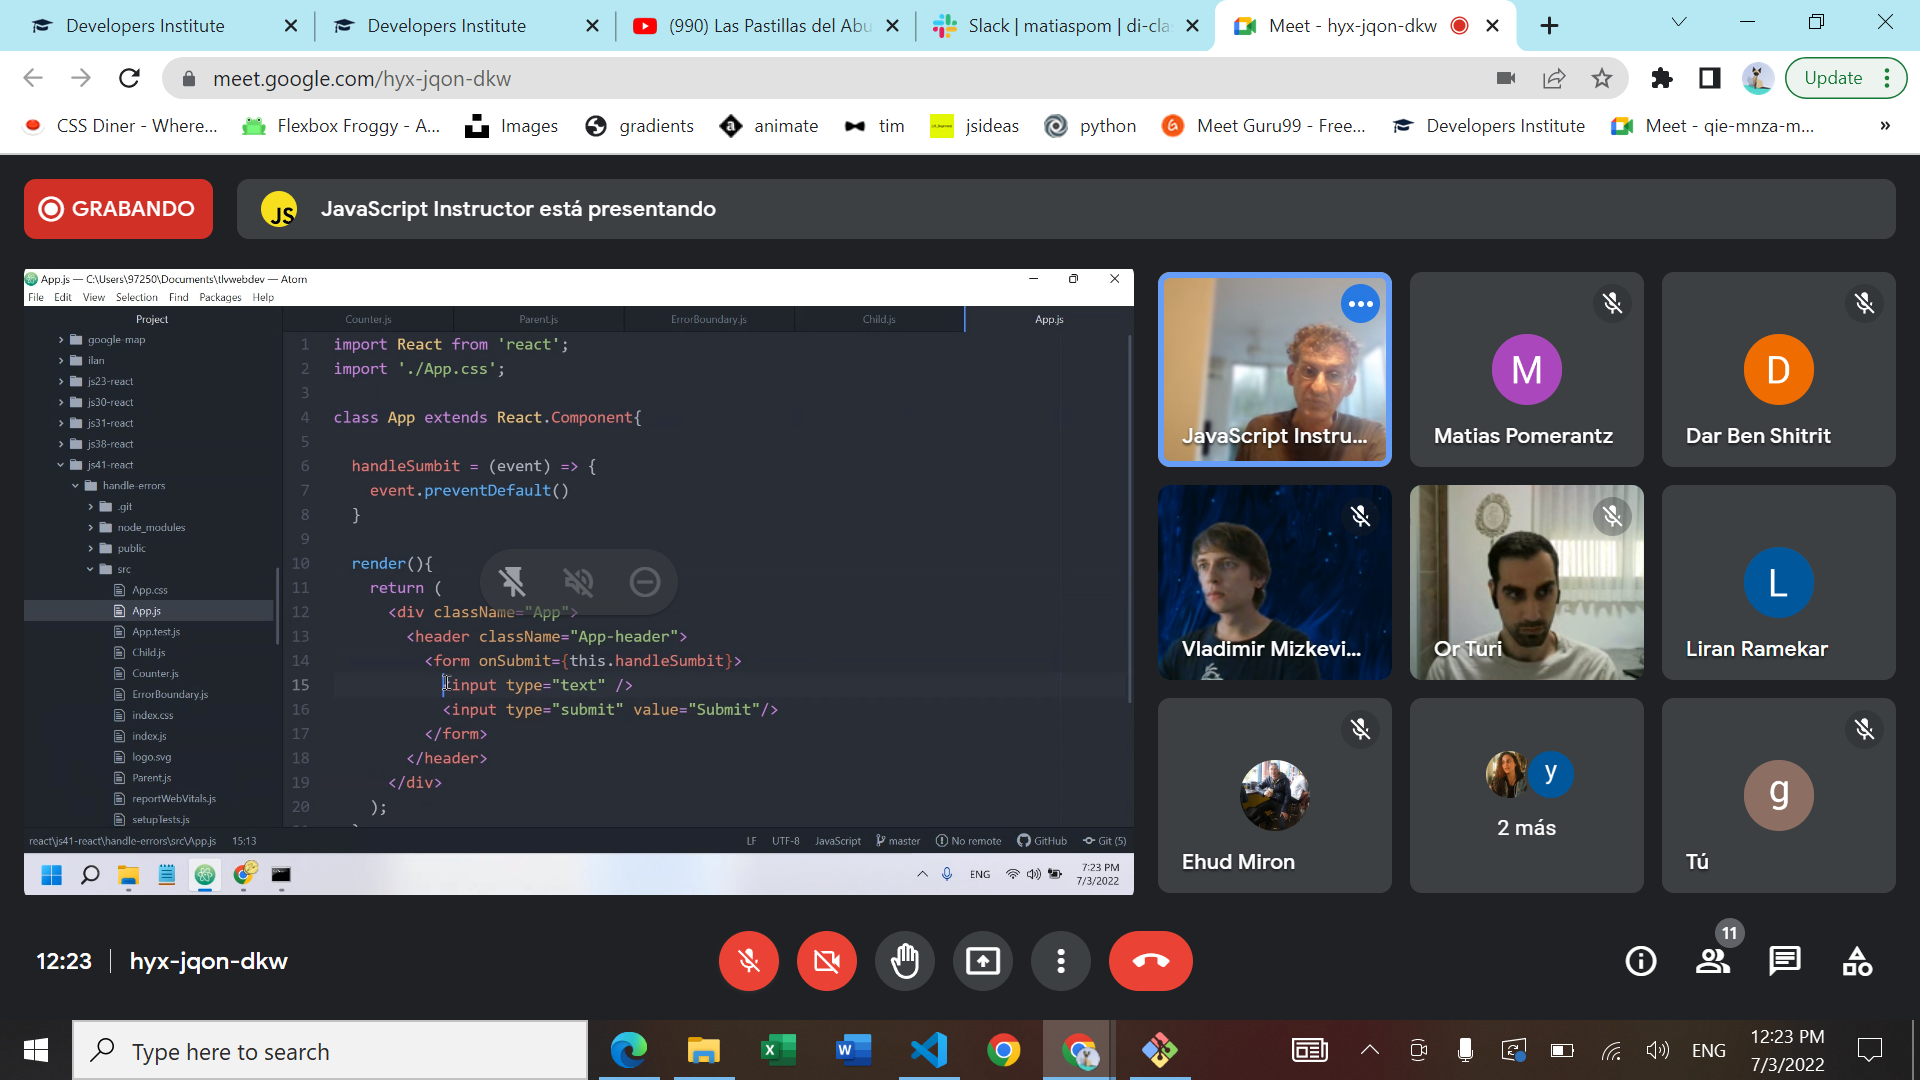 Developers Institute
Developers Institute
(990) Las Pastillas del Abu
Slack | matiaspom | di-cla
Meet - hyx-jqon-dkw
meet.google.com/hyx-jqon-dkw
Update
CSS Diner - Where...
Flexbox Froggy - A...
Images
gradients
animate
tim
jsideas
python
Meet Guru99 - Free...
Developers Institute
Meet - qie-mnza-m...
»
GRABANDO
JS
JavaScript Instructor está presentando
App.js — C:\Users\97250\Documents\tlvwebdev — Atom
File Edit View Selection Find Packages Help
Project
google-map
ilan
js23-react
js30-react
js31-react
js38-react
js41-react
handle-errors
.git
node_modules
public
src
App.css
App.js
App.test.js
Child.js
Counter.js
ErrorBoundary.js
index.css
index.js
logo.svg
Parent.js
reportWebVitals.js
setupTests.js
Counter.js
Parent.js
ErrorBoundary.js
Child.js
App.js
1 import React from 'react';
2 import './App.css';
3
4 class App extends React.Component{
5
6 handleSumbit = (event) => {
7 event.preventDefault()
8 }
9
10 render(){
11 return (
12 <div className="App">
13 <header className="App-header">
14 <form onSubmit={this.handleSumbit}>
15 <input type="text" />
16 <input type="submit" value="Submit"/>
17 </form>
18 </header>
19 </div>
20 );
react\js41-react\handle-errors\src\App.js 15:13
LF UTF-8 JavaScript master No remote GitHub Git (5)
ENG
7:23 PM
7/3/2022
JavaScript Instru...
M
Matias Pomerantz
D
Dar Ben Shitrit
Vladimir Mizkevi...
Or Turi
L
Liran Ramekar
Ehud Miron
y
2 más
g
Tú
12:23
hyx-jqon-dkw
11
Type here to search
ENG
12:23 PM
7/3/2022